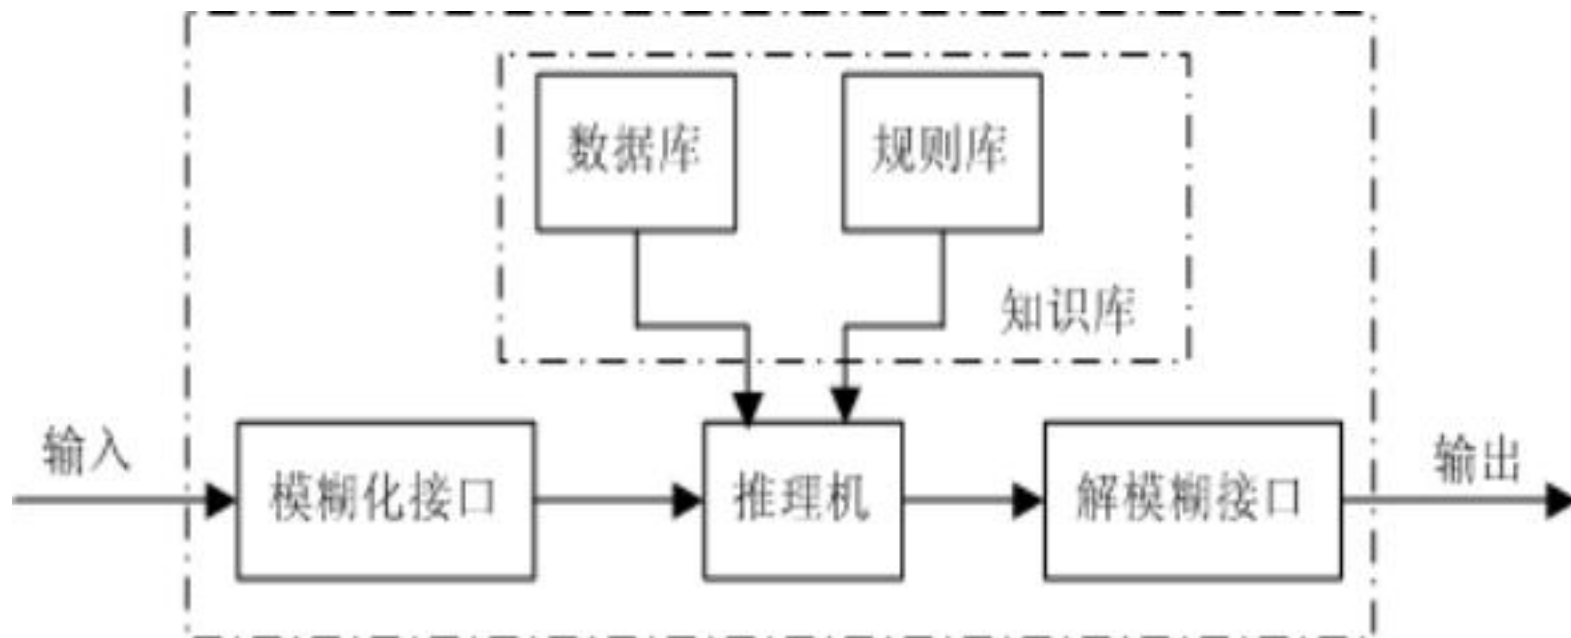 数据库
规则库
知识库
输入
模糊化接口
推理机
解模糊接口
输出